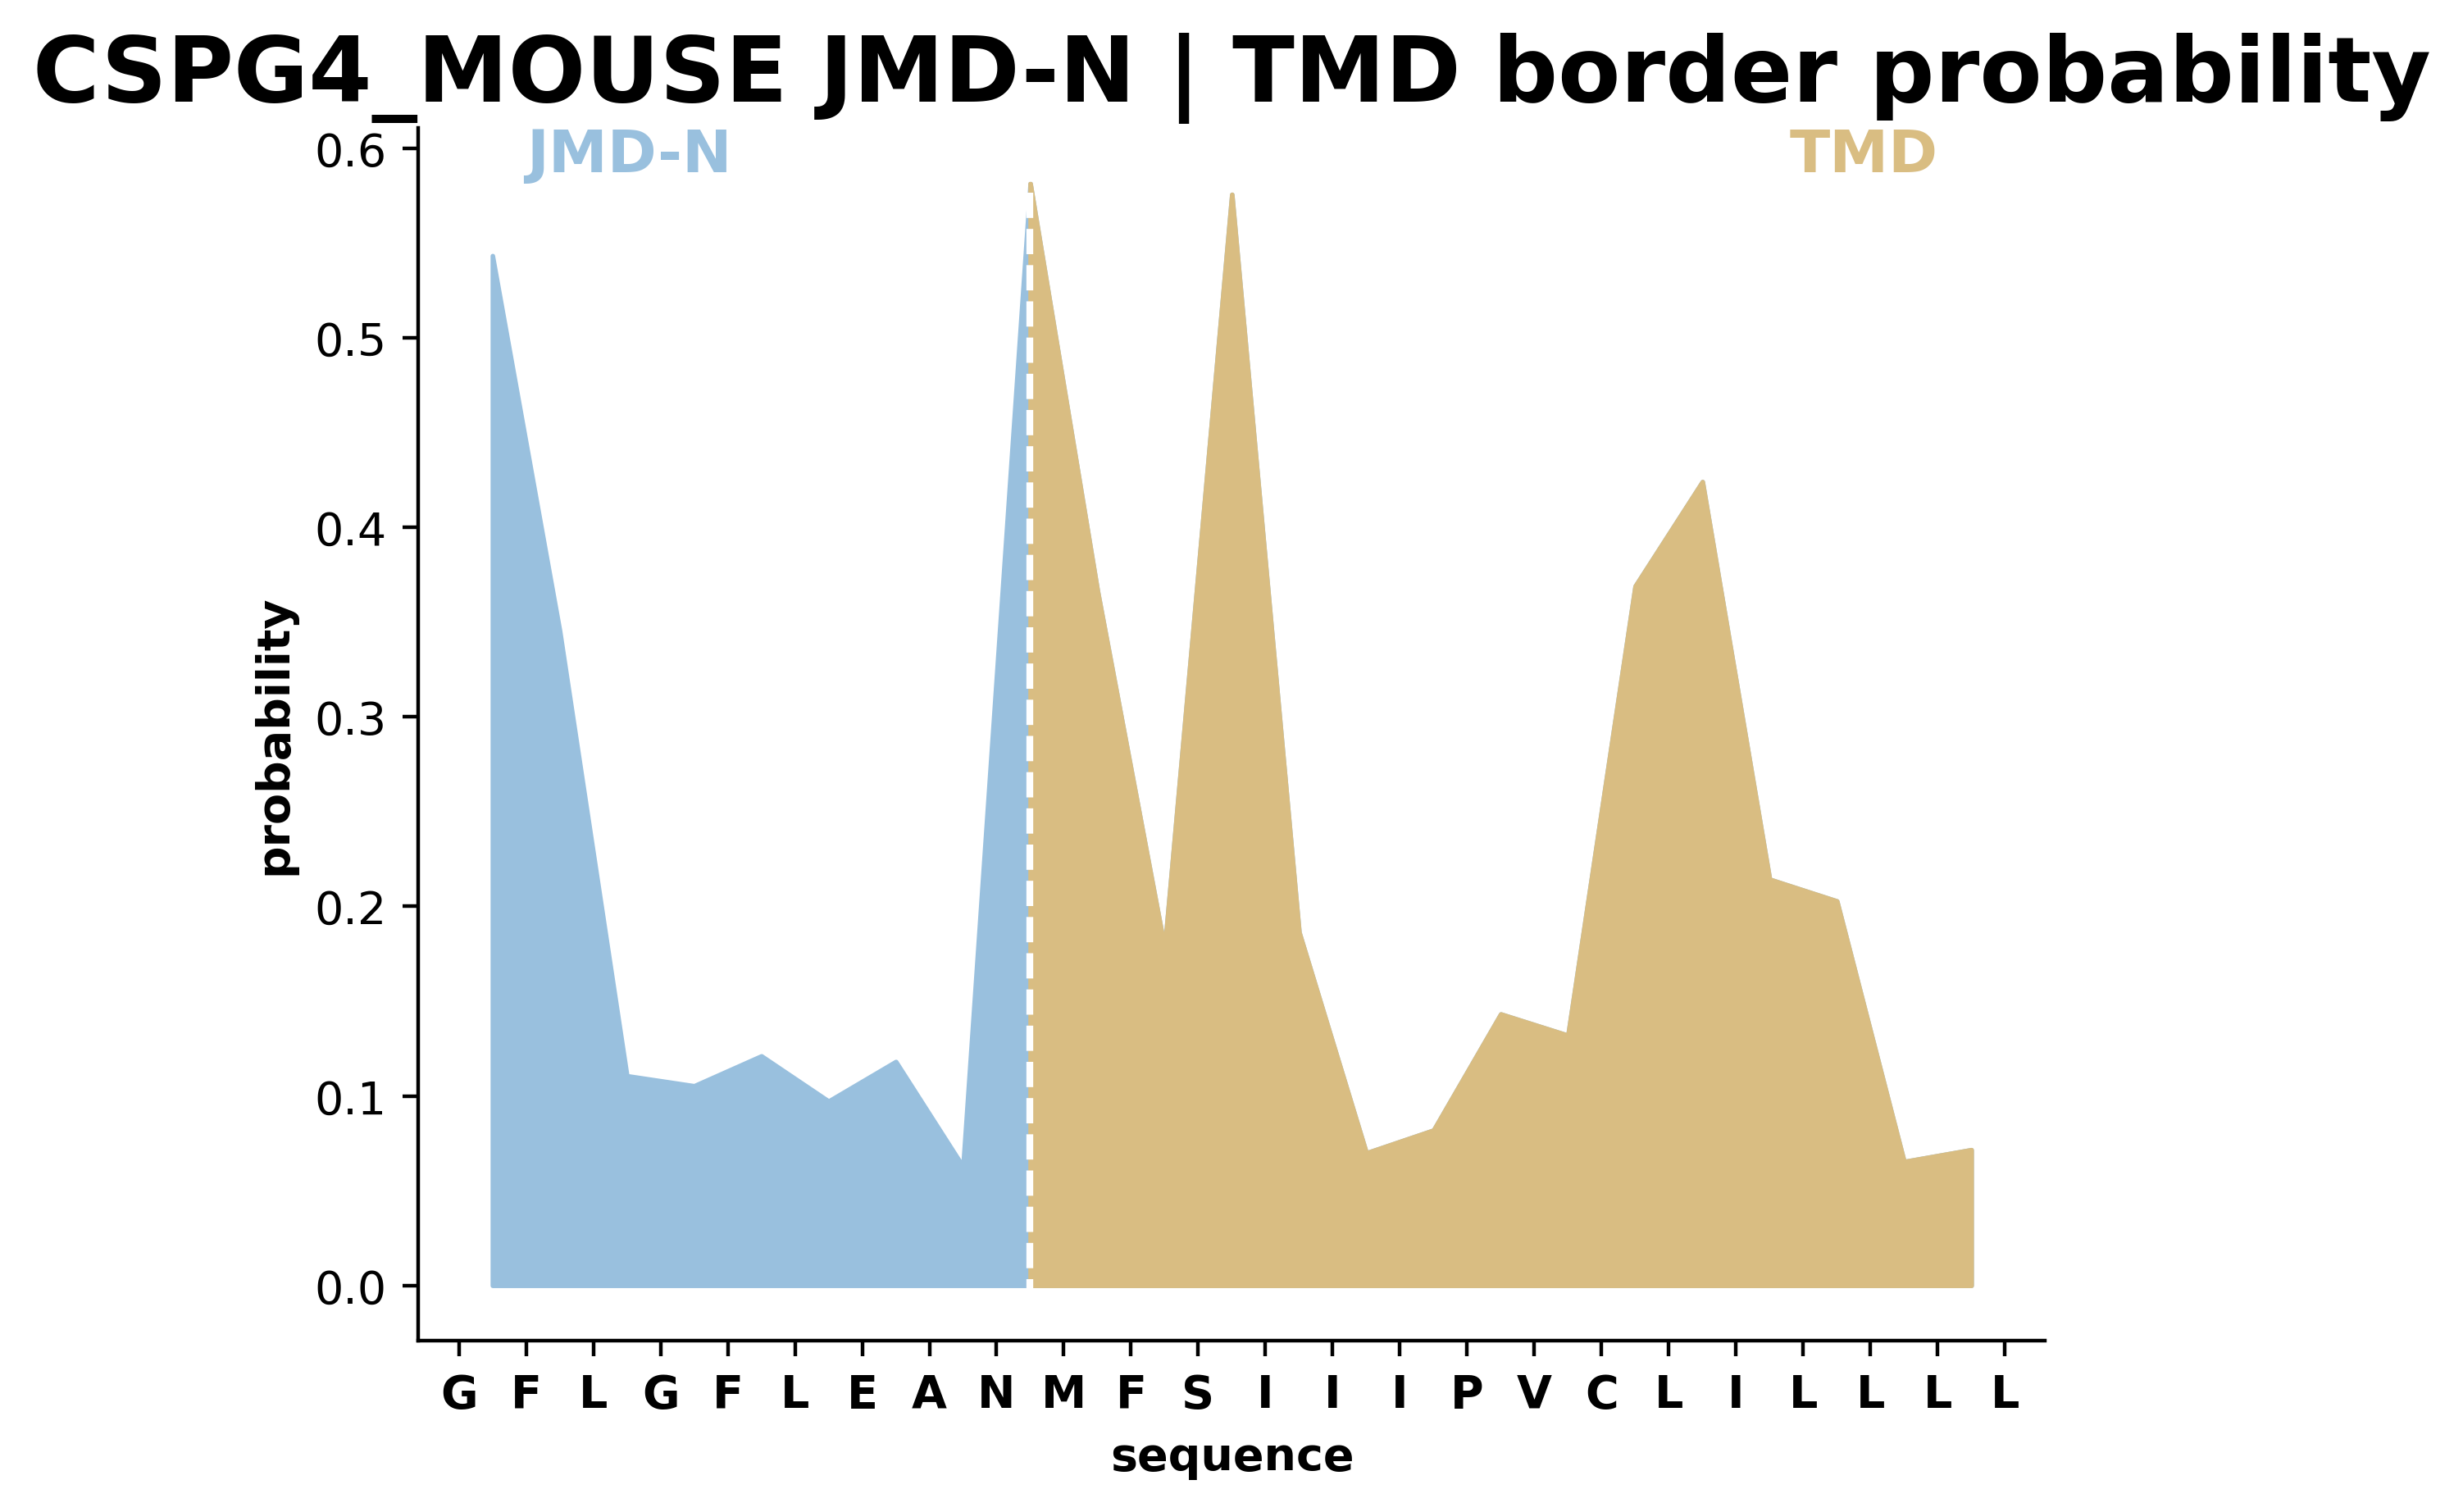 CSPG4_MOUSE JMD-N | TMD border probability
JMD-N TMD
0.6
0.5
0.4
0.3
0.2
0.1
0.0
probability
G F L G F L E A N M F S I I I P V C L I L L L L
sequence